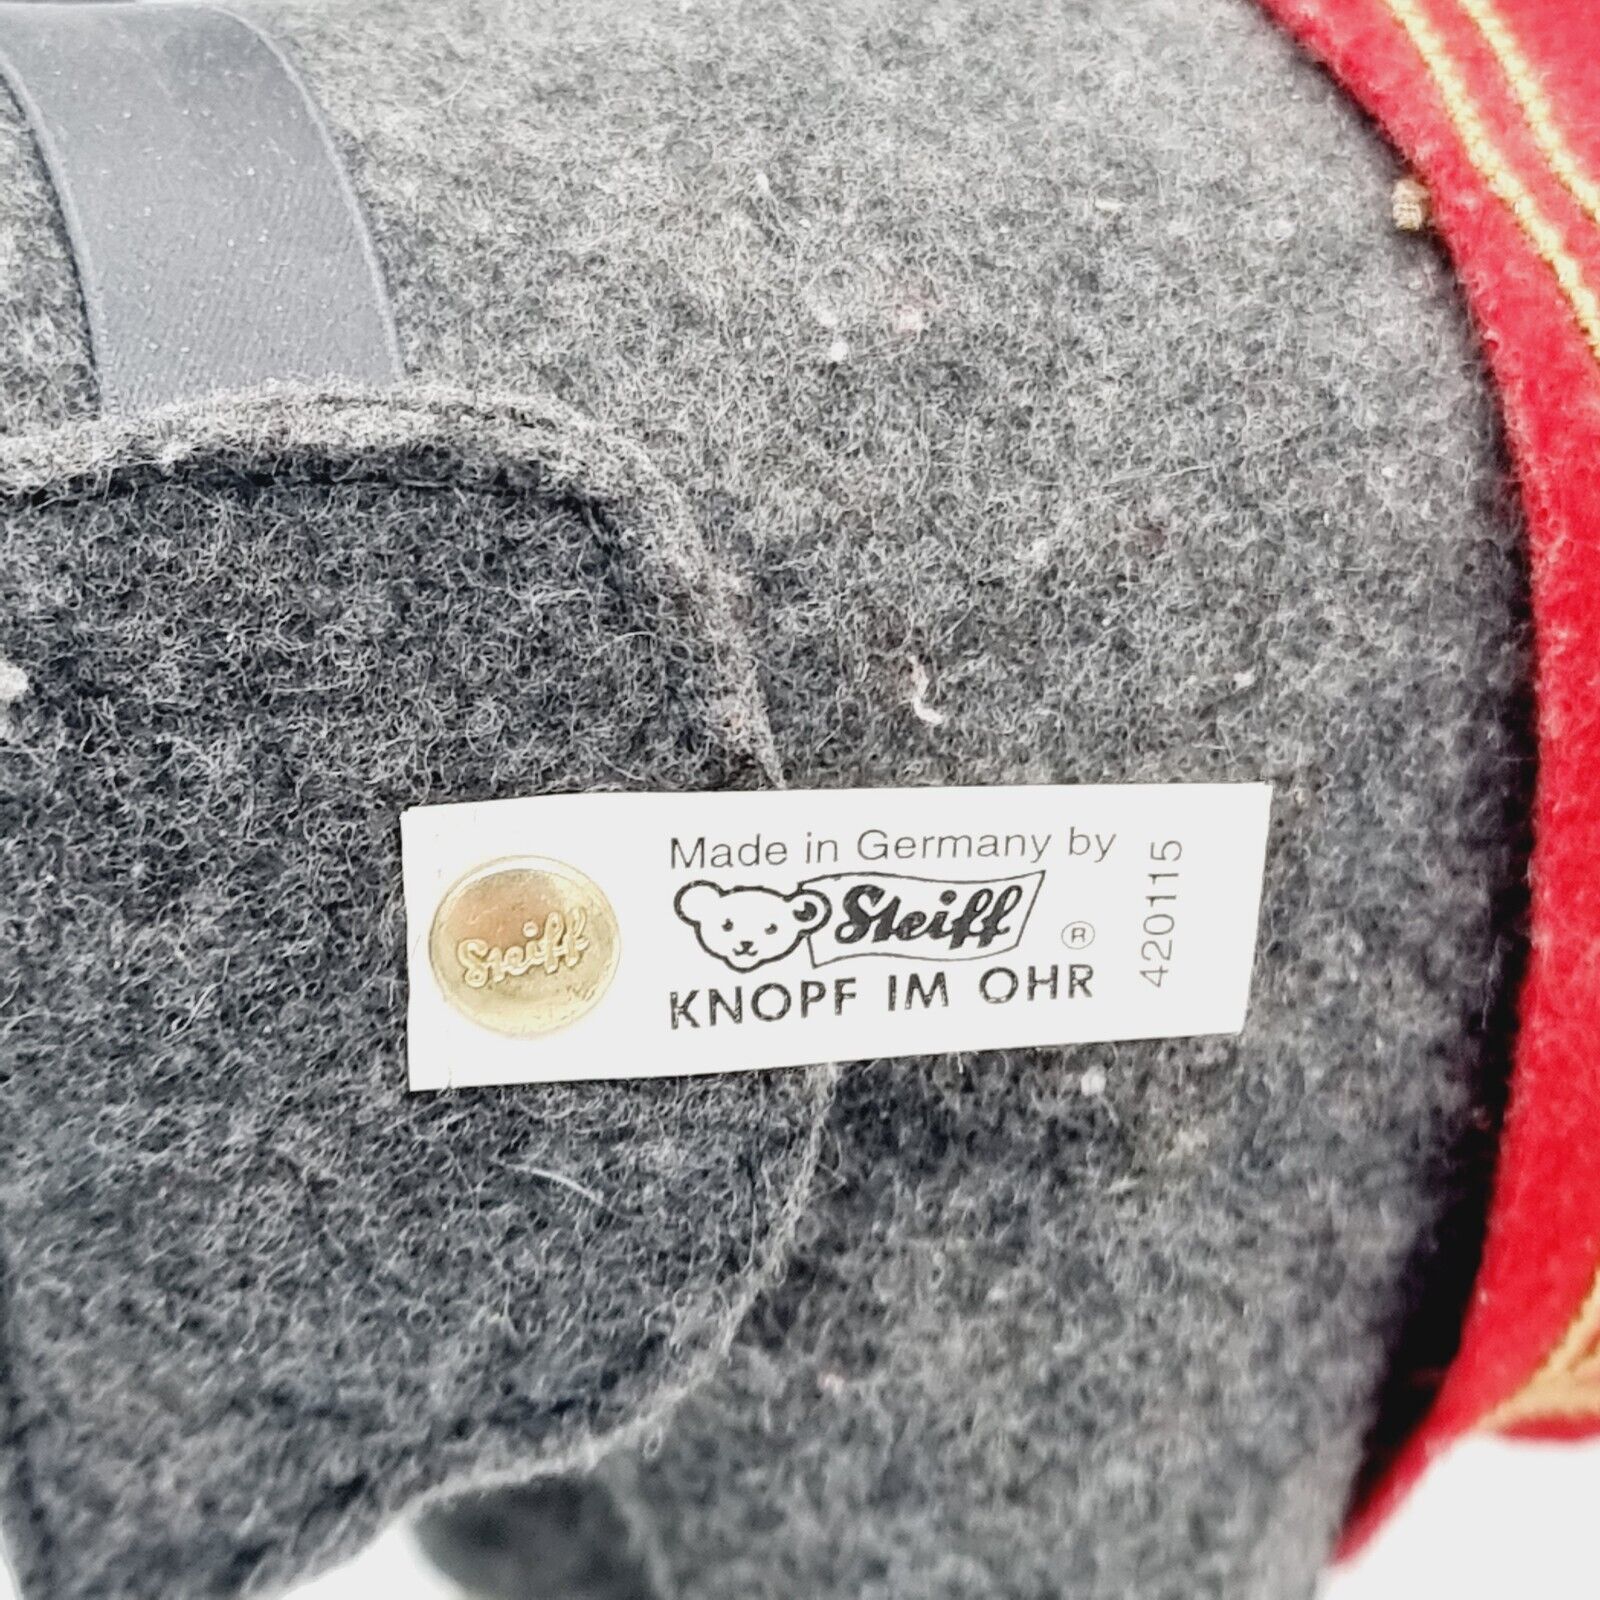 Steiff
Made in Germany by
Steiff ®
KNOPF IM OHR
420115